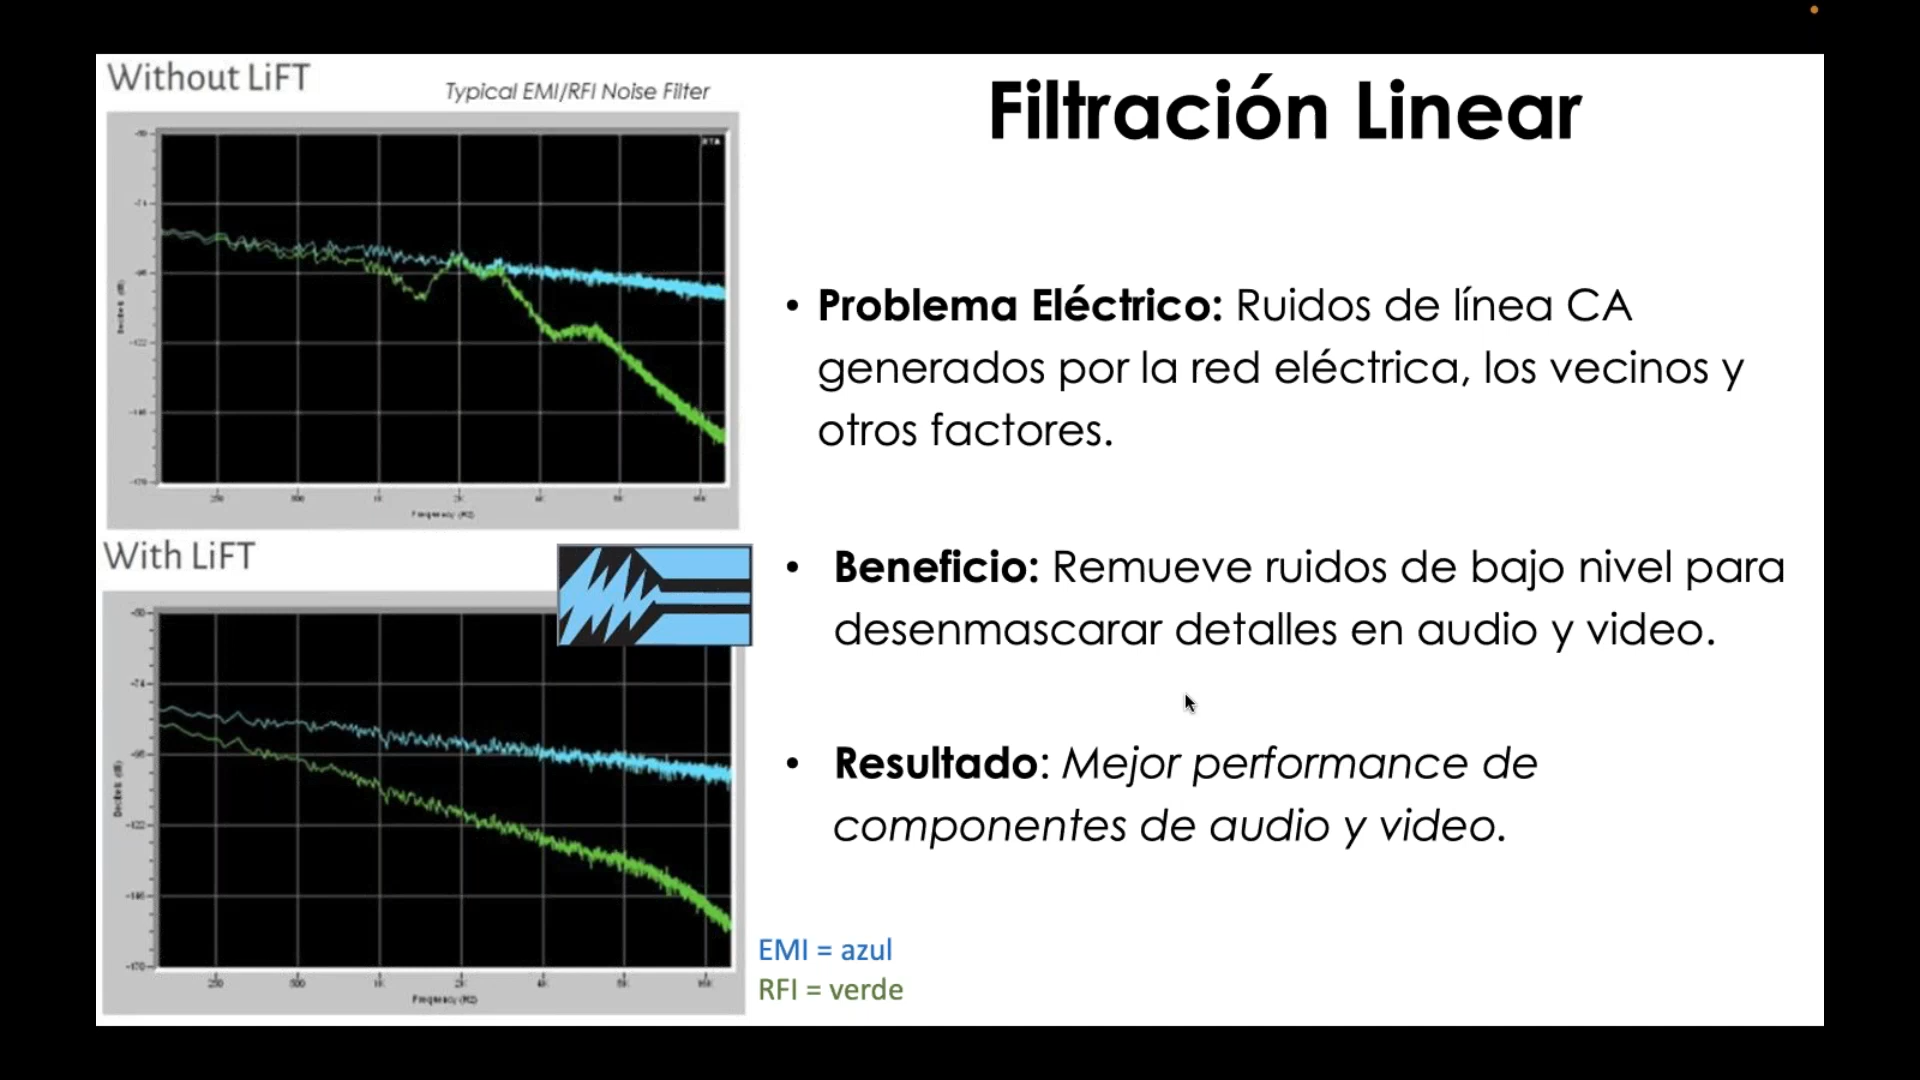 Without LiFT
Typical EMI/RFI Noise Filter
Filtración Linear
• Problema Eléctrico: Ruidos de línea CA
generados por la red eléctrica, los vecinos y
otros factores.
With LiFT
• Beneficio: Remueve ruidos de bajo nivel para
desenmascarar detalles en audio y video.
• Resultado: Mejor performance de
componentes de audio y video.
EMI = azul
RFI = verde